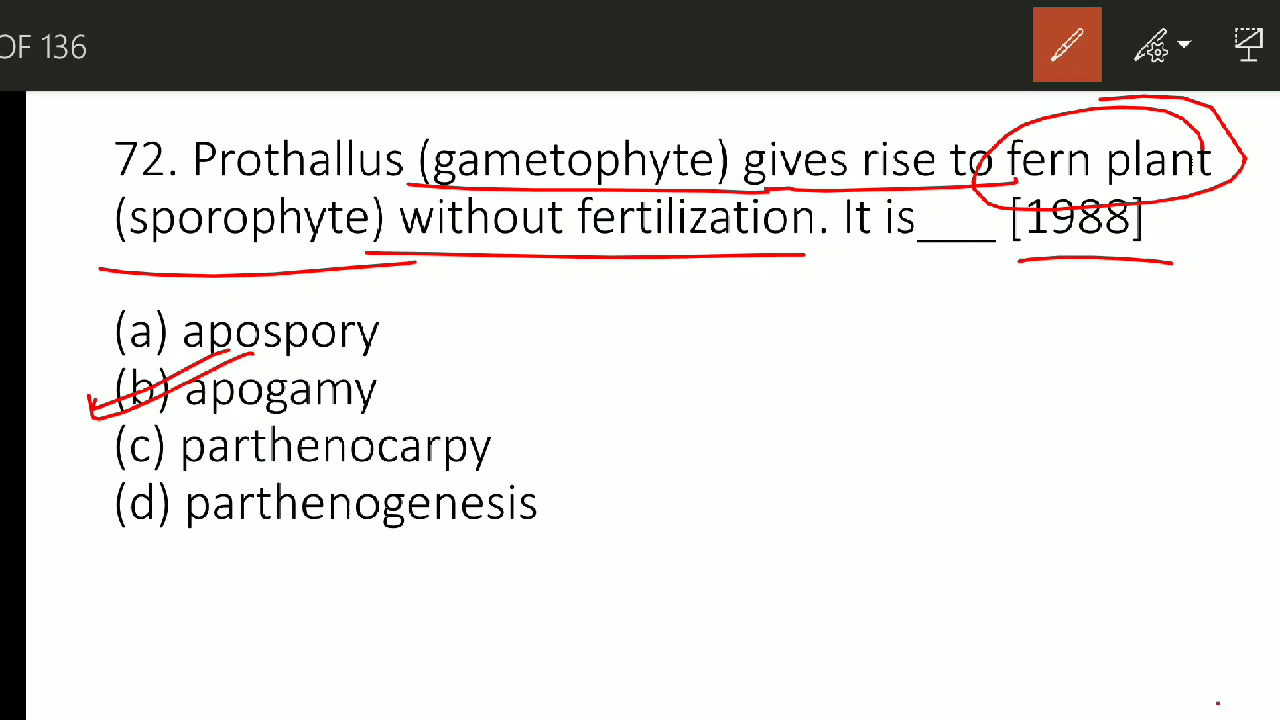 OF 136
72. Prothallus (gametophyte) gives rise to fern plant
(sporophyte) without fertilization. It is___ [1988]
(a) apospory
(b) apogamy
(c) parthenocarpy
(d) parthenogenesis